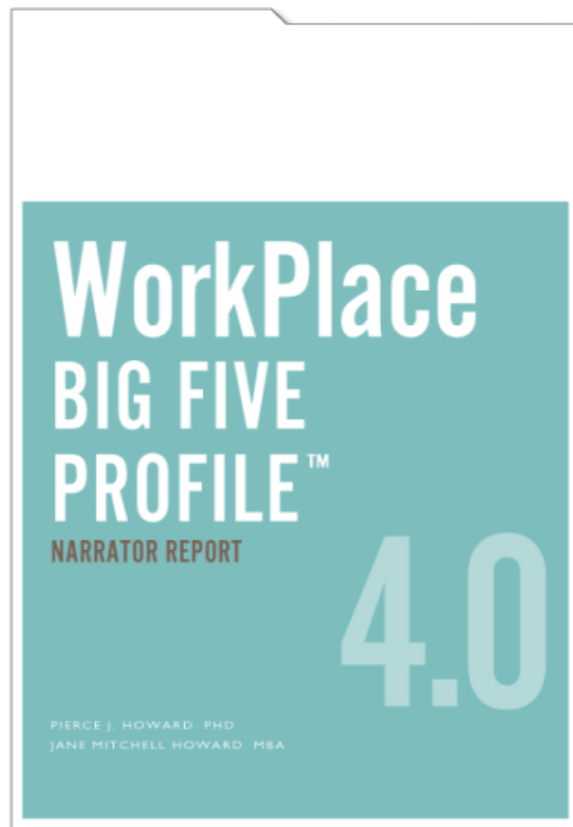 WorkPlace
BIG FIVE
PROFILE™
NARRATOR REPORT
4.0
PIERCE J. HOWARD, PHD
JANE MITCHELL HOWARD, MBA